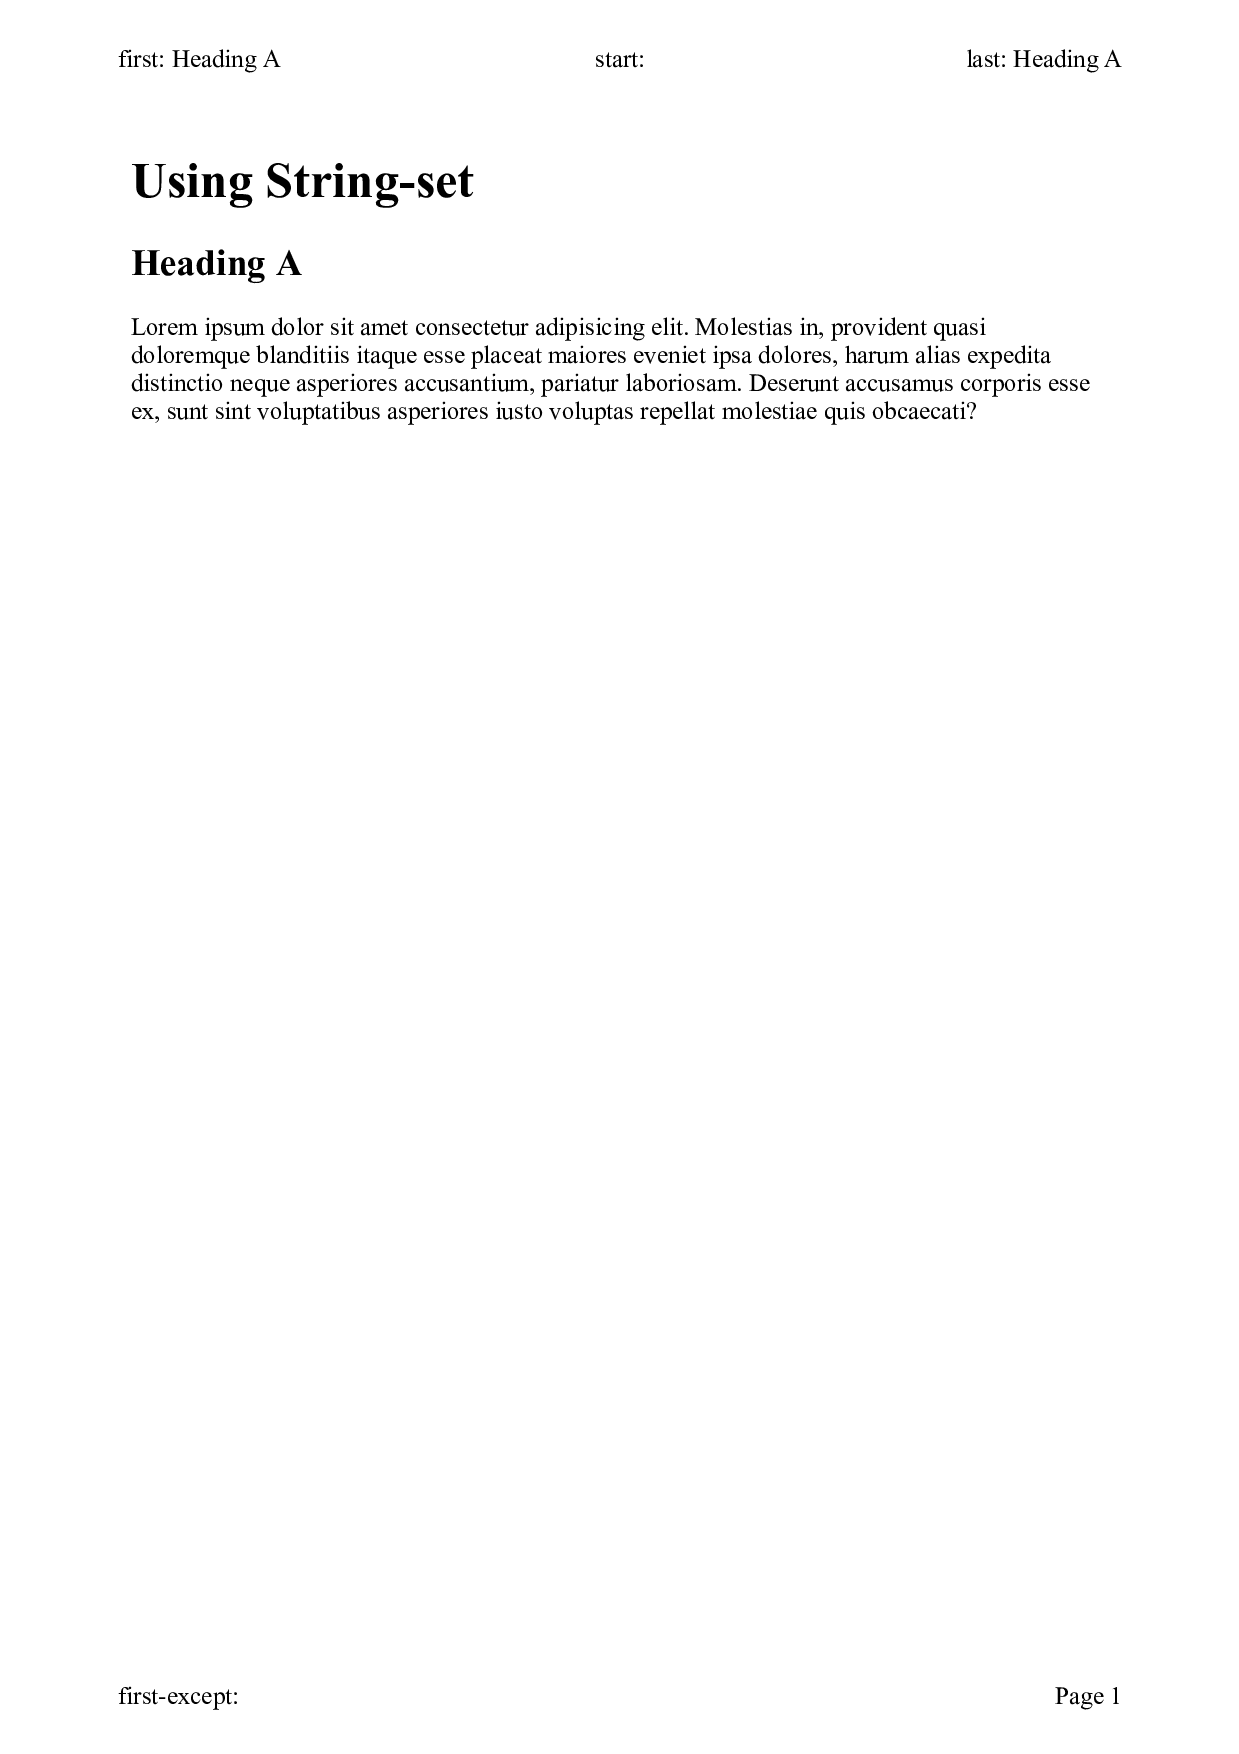 first: Heading A
start:
last: Heading A
Using String-set
Heading A
Lorem ipsum dolor sit amet consectetur adipisicing elit. Molestias in, provident quasi
doloremque blanditiis itaque esse placeat maiores eveniet ipsa dolores, harum alias expedita
distinctio neque asperiores accusantium, pariatur laboriosam. Deserunt accusamus corporis esse
ex, sunt sint voluptatibus asperiores iusto voluptas repellat molestiae quis obcaecati?
first-except:
Page 1